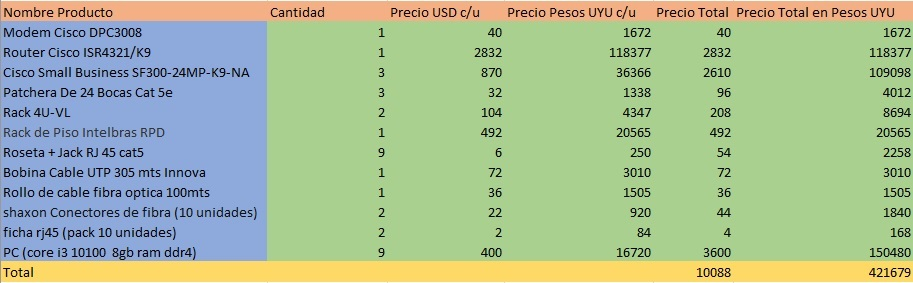 Nombre Producto Cantidad Precio USD c/u Precio Pesos UYU c/u Precio Total Precio Total en Pesos UYU
Modem Cisco DPC3008 1 40 1672 40 1672
Router Cisco ISR4321/K9 1 2832 118377 2832 118377
Cisco Small Business SF300-24MP-K9-NA 3 870 36366 2610 109098
Patchera De 24 Bocas Cat 5e 3 32 1338 96 4012
Rack 4U-VL 2 104 4347 208 8694
Rack de Piso Intelbras RPD 1 492 20565 492 20565
Roseta + Jack RJ 45 cat5 9 6 250 54 2258
Bobina Cable UTP 305 mts Innova 1 72 3010 72 3010
Rollo de cable fibra optica 100mts 1 36 1505 36 1505
shaxon Conectores de fibra (10 unidades) 2 22 920 44 1840
ficha rj45 (pack 10 unidades) 2 2 84 4 168
PC (core i3 10100 8gb ram ddr4) 9 400 16720 3600 150480
Total 10088 421679